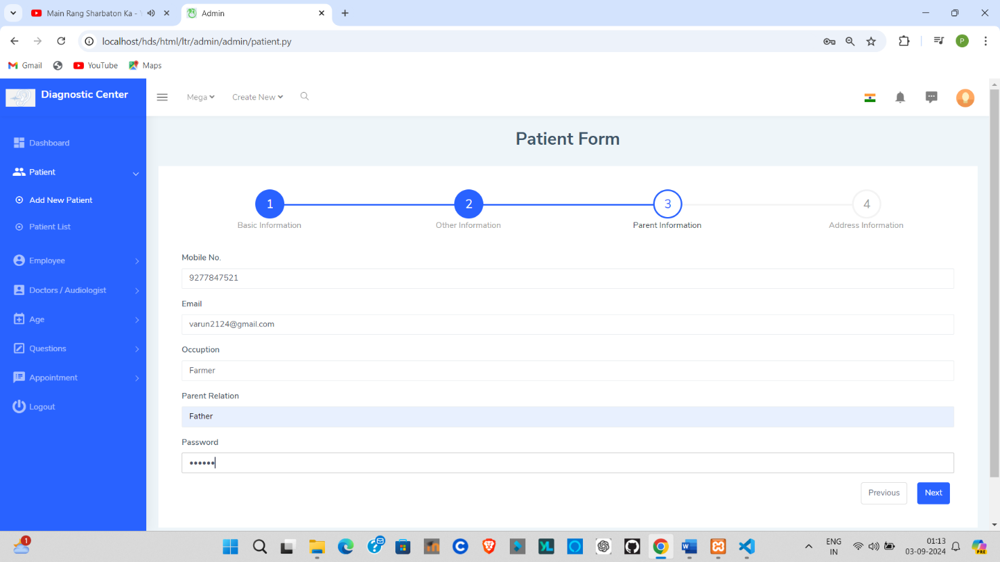 Main Rang Sharbaton Ka -
Admin
localhost/hds/html/ltr/admin/admin/patient.py
P
Gmail
YouTube
Maps
Diagnostic Center
Mega
Create New
Dashboard
Patient
Add New Patient
Patient List
Employee
Doctors / Audiologist
Age
Questions
Appointment
Logout
Patient Form
1
2
3
4
Basic Information
Other Information
Parent Information
Address Information
Mobile No.
9277847521
Email
varun2124@gmail.com
Occuption
Farmer
Parent Relation
Father
Password
••••••
Previous
Next
1
ENG
IN
01:13
03-09-2024
PRE